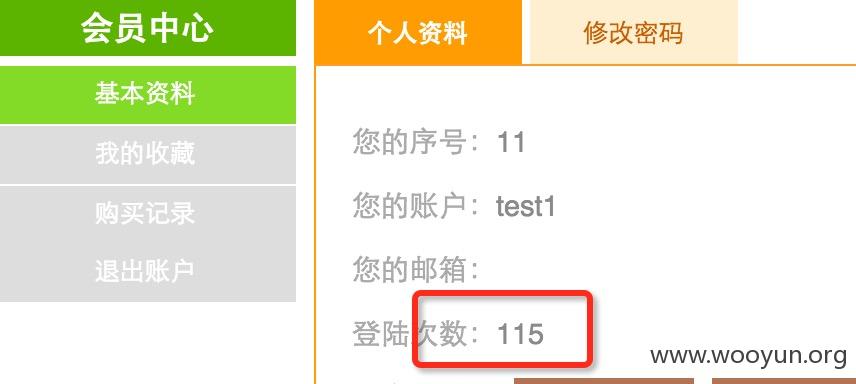 会员中心
基本资料
我的收藏
购买记录
退出账户
个人资料
修改密码
您的序号：11
您的账户：test1
您的邮箱：
登陆次数：115
www.wooyun.org